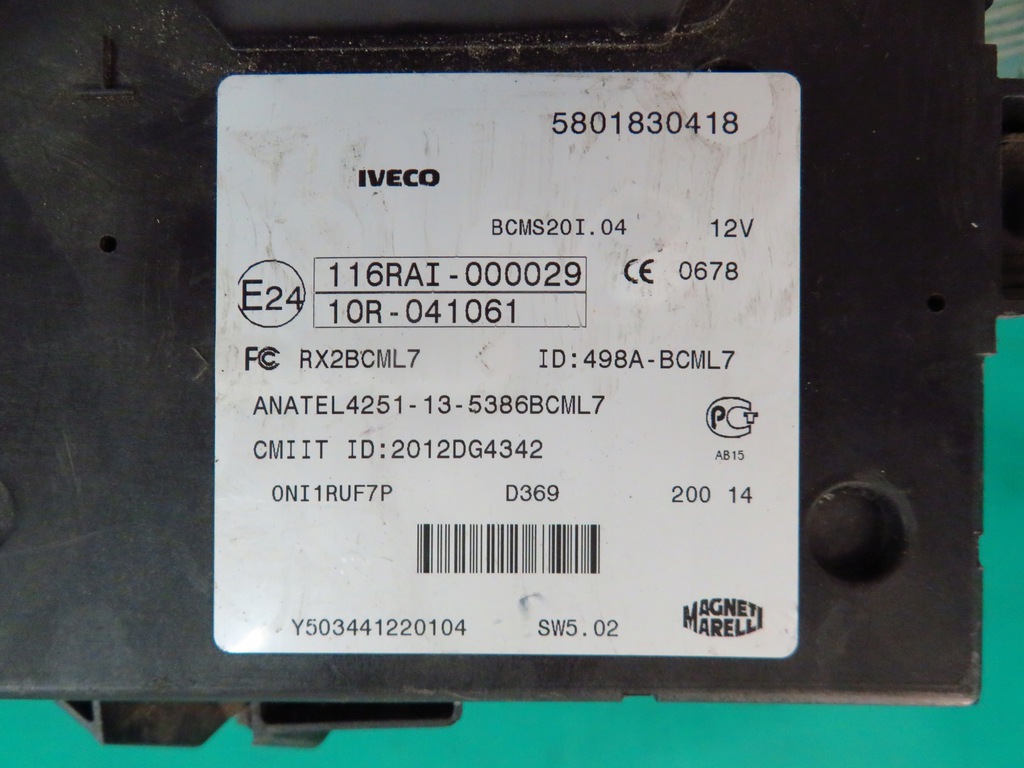 5801830418
IVECO
BCMS20I.04 12V
E24 116RAI-000029 CE 0678
10R-041061
FC RX2BCML7 ID:498A-BCML7
ANATEL4251-13-5386BCML7
PCT
CMIIT ID:2012DG4342 AB15
0NI1RUF7P D369 200 14
Y503441220104 SW5.02 MAGNETI
MARELLI